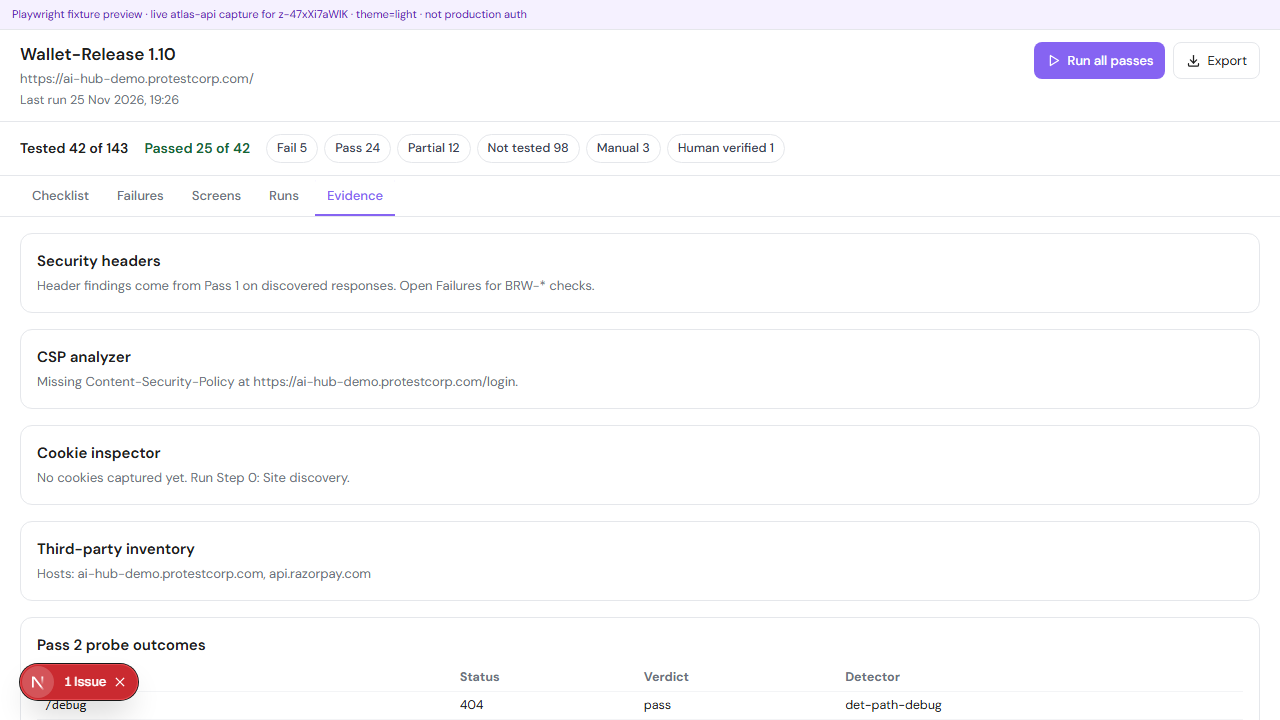 Playwright fixture preview · live atlas-api capture for z-47xXi7aWlK · theme=light · not production auth
Wallet-Release 1.10
https://ai-hub-demo.protestcorp.com/
Last run 25 Nov 2026, 19:26
Run all passes
Export
Tested 42 of 143
Passed 25 of 42
Fail 5
Pass 24
Partial 12
Not tested 98
Manual 3
Human verified 1
Checklist
Failures
Screens
Runs
Evidence
Security headers
Header findings come from Pass 1 on discovered responses. Open Failures for BRW-* checks.
CSP analyzer
Missing Content-Security-Policy at https://ai-hub-demo.protestcorp.com/login.
Cookie inspector
No cookies captured yet. Run Step 0: Site discovery.
Third-party inventory
Hosts: ai-hub-demo.protestcorp.com, api.razorpay.com
Pass 2 probe outcomes
Status
Verdict
Detector
N
1 Issue
/debug
404
pass
det-path-debug